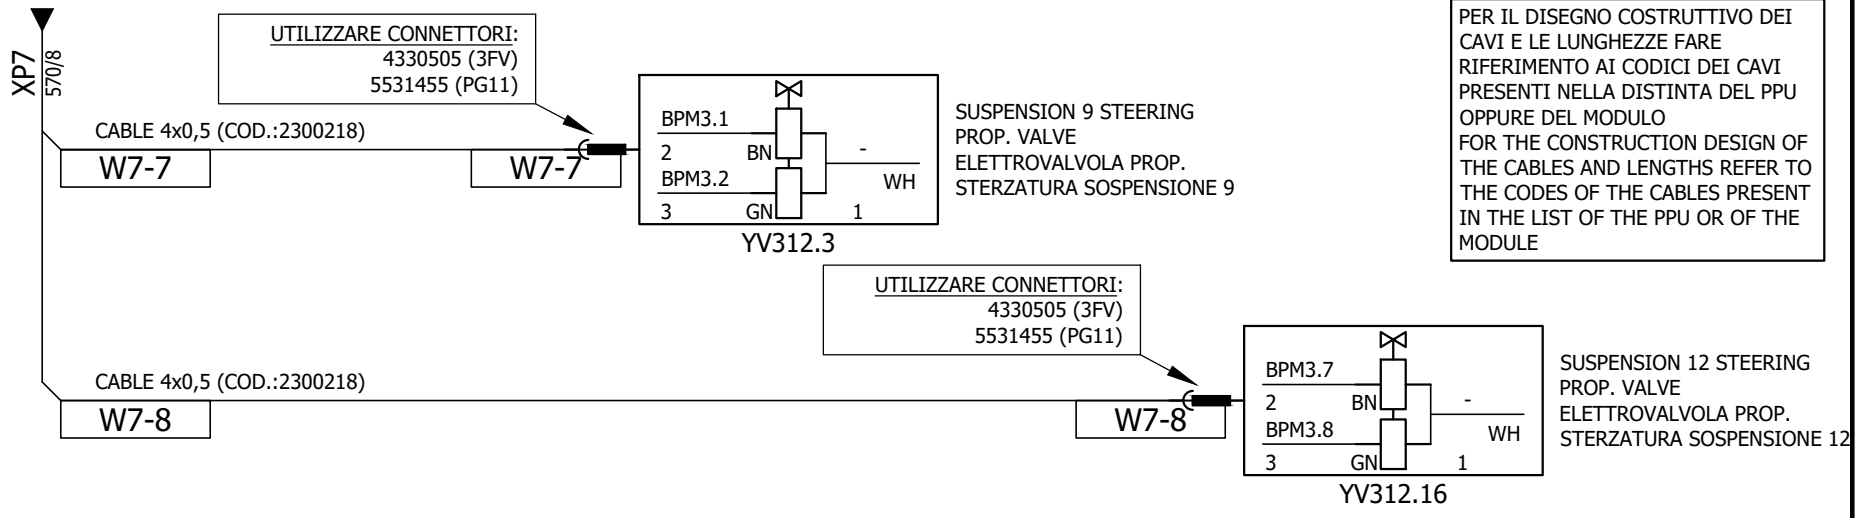 XP7
570/8
UTILIZZARE CONNETTORI:
4330505 (3FV)
5531455 (PG11)
CABLE 4x0,5 (COD.:2300218)
W7-7
W7-7
BPM3.1
2
BN
BPM3.2
3
GN
-
WH
1
YV312.3
SUSPENSION 9 STEERING
PROP. VALVE
ELETTROVALVOLA PROP.
STERZATURA SOSPENSIONE 9
PER IL DISEGNO COSTRUTTIVO DEI
CAVI E LE LUNGHEZZE FARE
RIFERIMENTO AI CODICI DEI CAVI
PRESENTI NELLA DISTINTA DEL PPU
OPPURE DEL MODULO
FOR THE CONSTRUCTION DESIGN OF
THE CABLES AND LENGTHS REFER TO
THE CODES OF THE CABLES PRESENT
IN THE LIST OF THE PPU OR OF THE
MODULE
UTILIZZARE CONNETTORI:
4330505 (3FV)
5531455 (PG11)
CABLE 4x0,5 (COD.:2300218)
W7-8
W7-8
BPM3.7
2
BN
BPM3.8
3
GN
-
WH
1
YV312.16
SUSPENSION 12 STEERING
PROP. VALVE
ELETTROVALVOLA PROP.
STERZATURA SOSPENSIONE 12